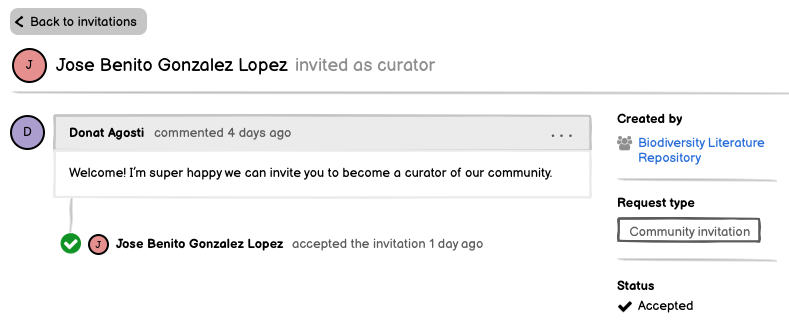 Back to invitations
J
Jose Benito Gonzalez Lopez invited as curator
D
Donat Agosti commented 4 days ago ...
Welcome! I'm super happy we can invite you to become a curator of our community.
J
Jose Benito Gonzalez Lopez accepted the invitation 1 day ago
Created by
Biodiversity Literature
Repository
Request type
Community invitation
Status
Accepted